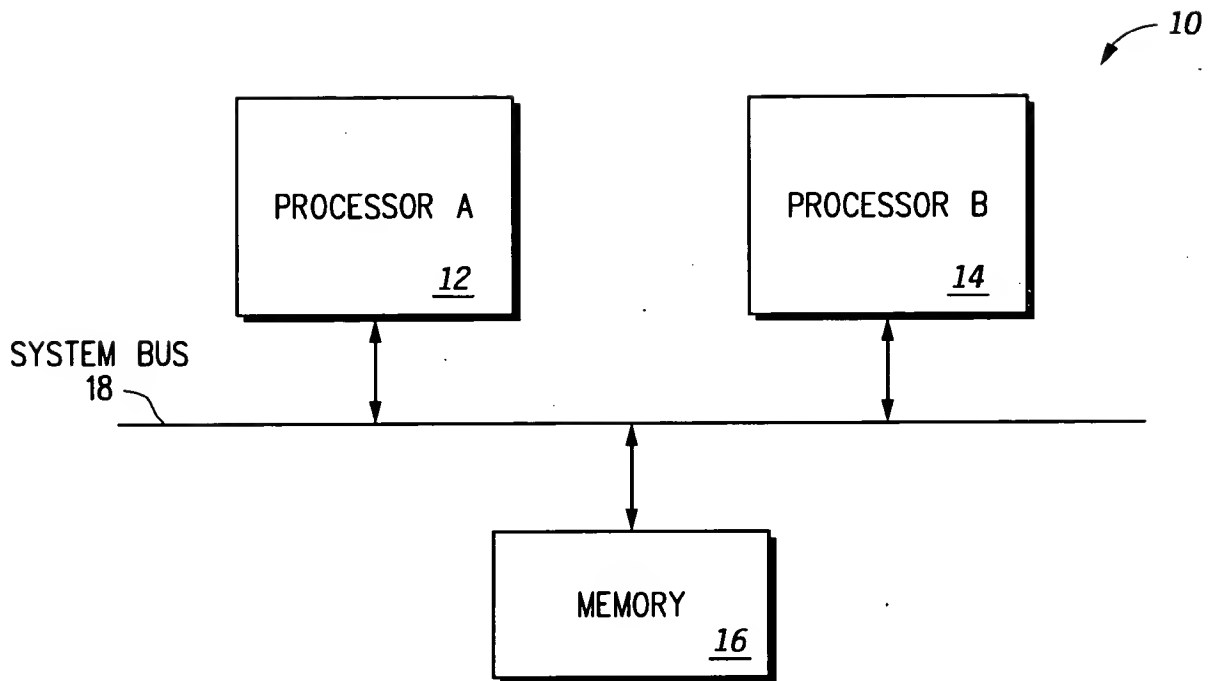 10
PROCESSOR A
12
PROCESSOR B
14
SYSTEM BUS
18
MEMORY
16